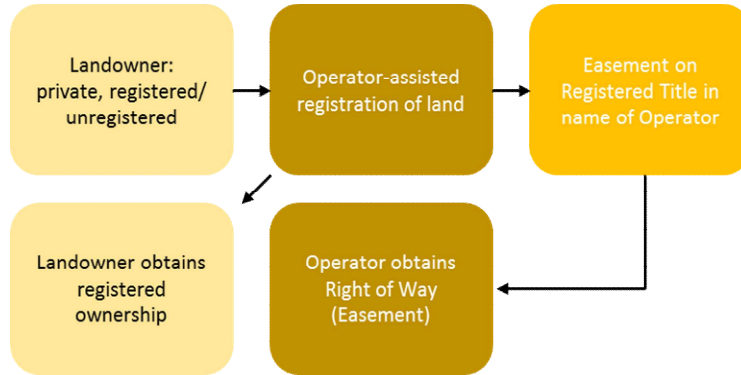 Landowner:
private, registered/
unregistered
Operator-assisted
registration of land
Easement on
Registered Title in
name of Operator
Landowner obtains
registered
ownership
Operator obtains
Right of Way
(Easement)